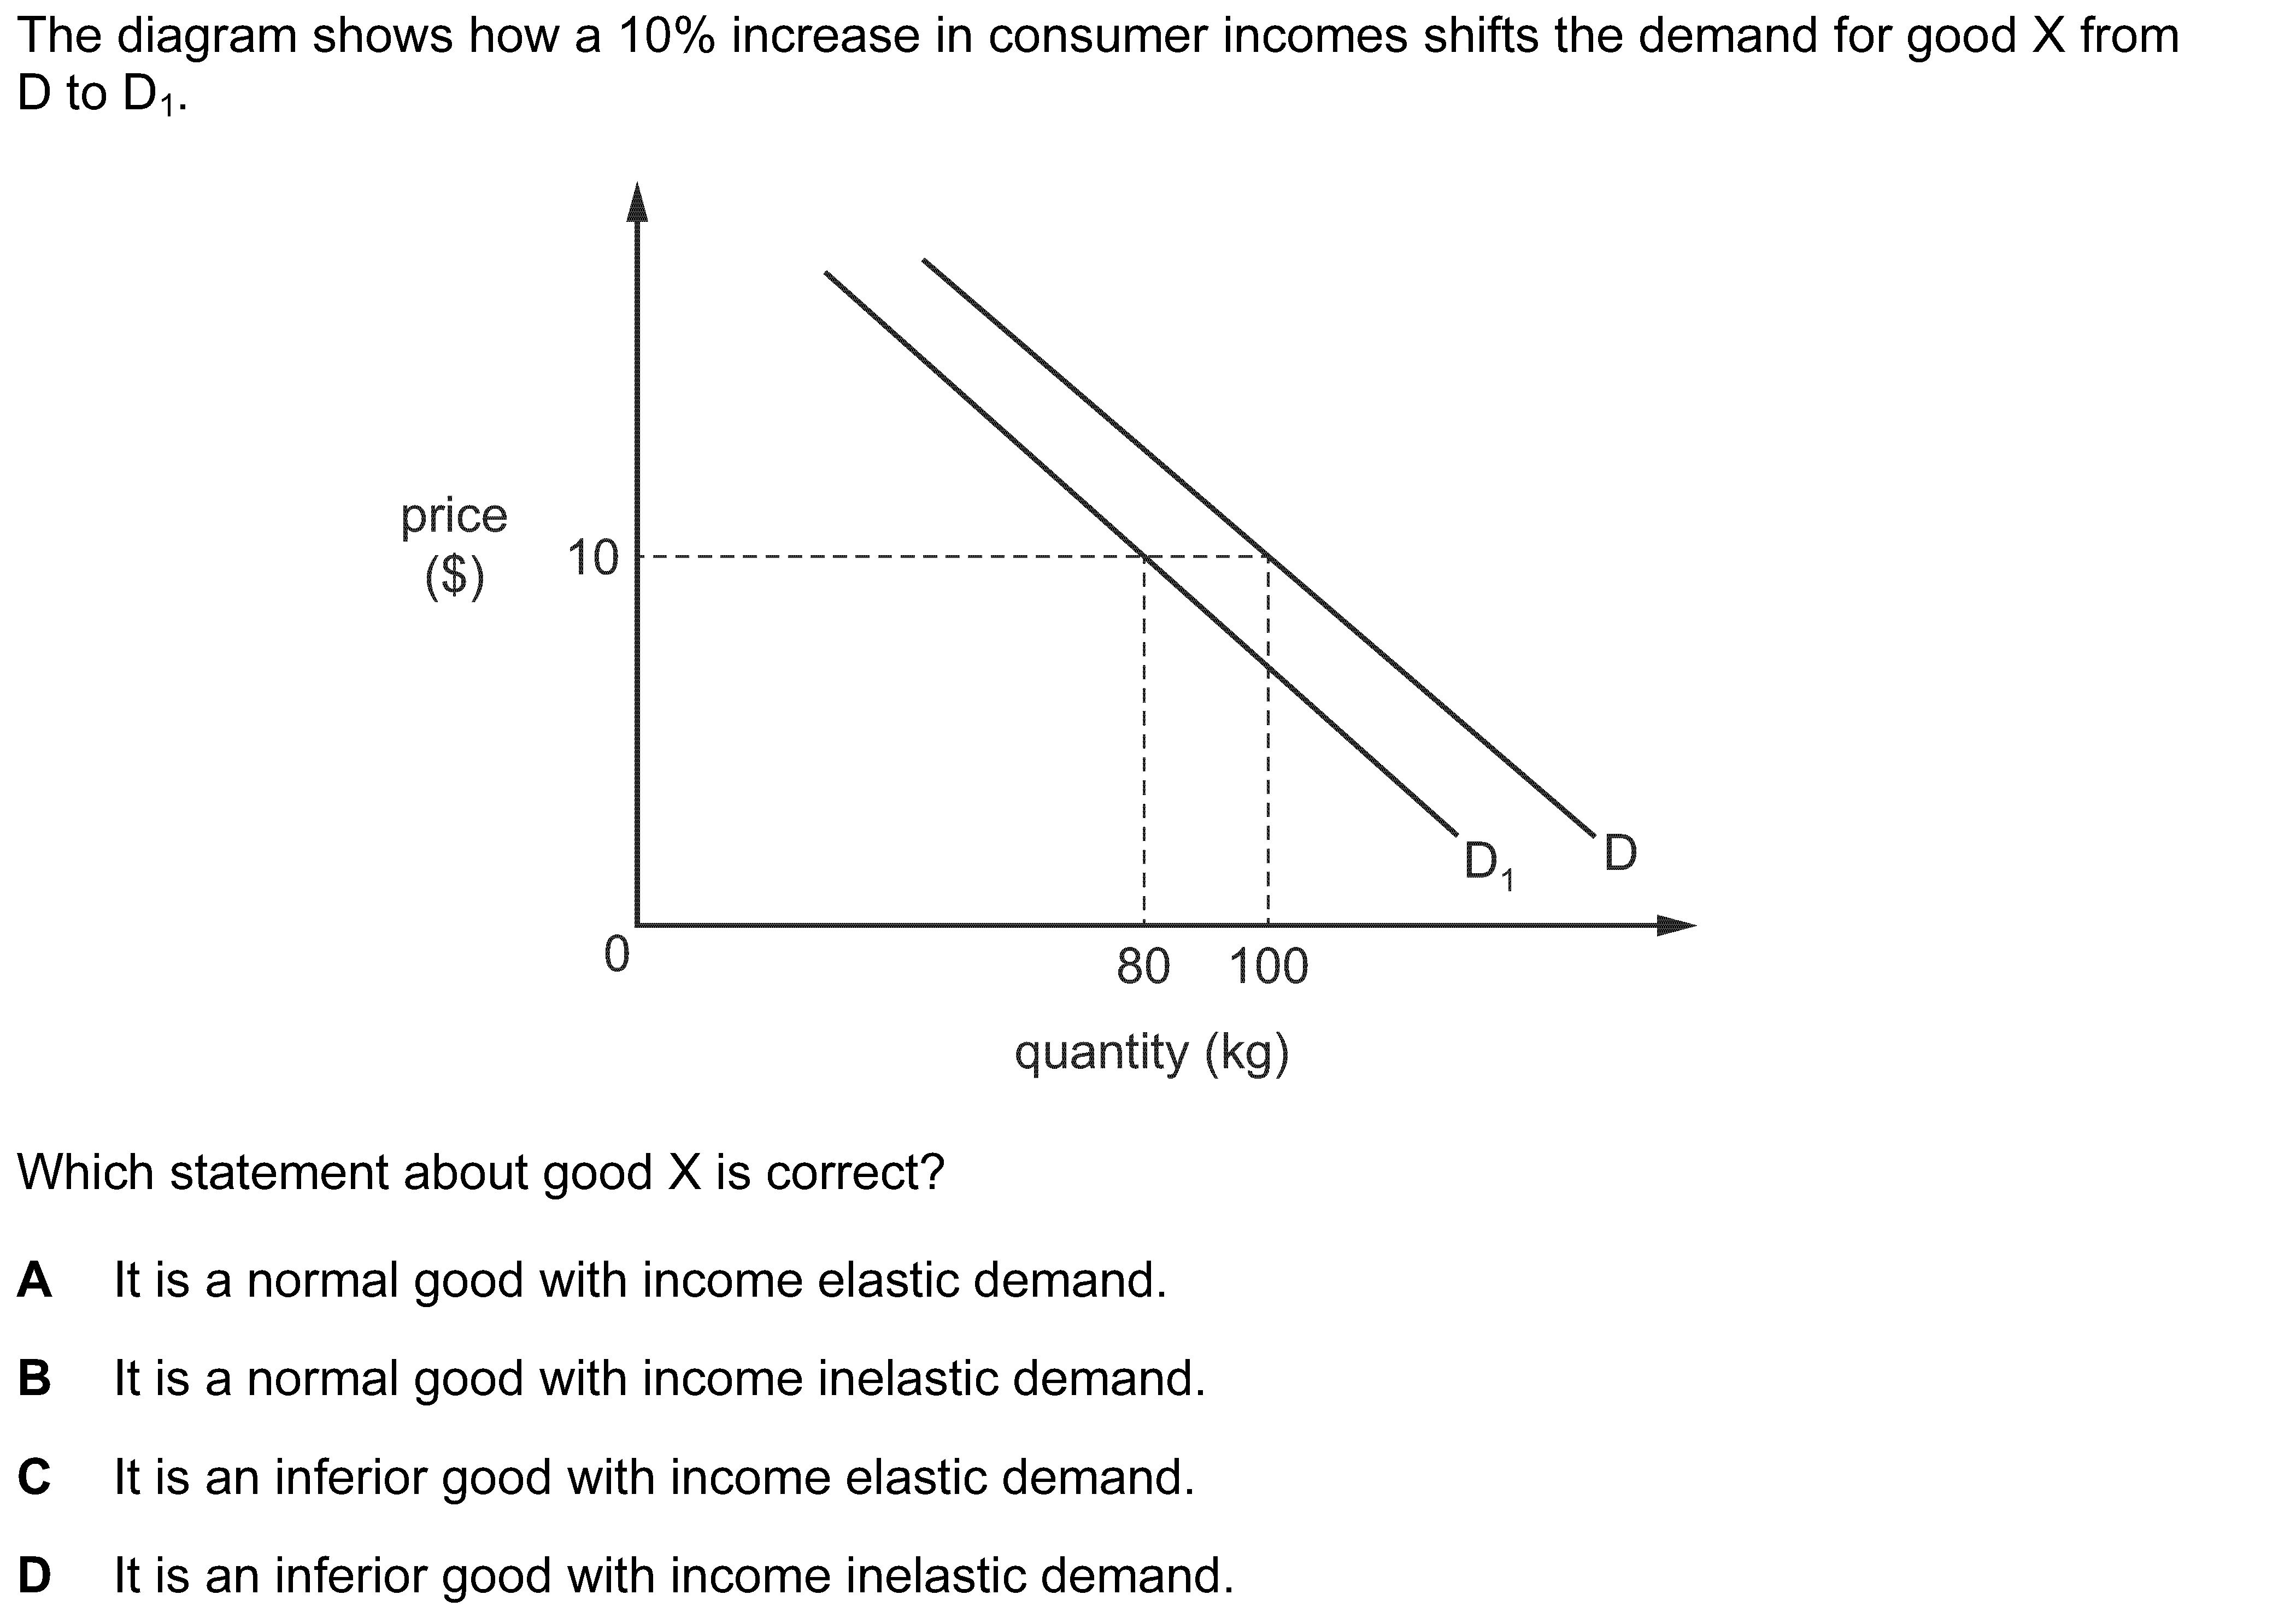 The diagram shows how a 10% increase in consumer incomes shifts the demand for good X from
D to D₁.
price
($)
10
D₁
D
0
80
100
quantity (kg)
Which statement about good X is correct?
A It is a normal good with income elastic demand.
B It is a normal good with income inelastic demand.
C It is an inferior good with income elastic demand.
D It is an inferior good with income inelastic demand.